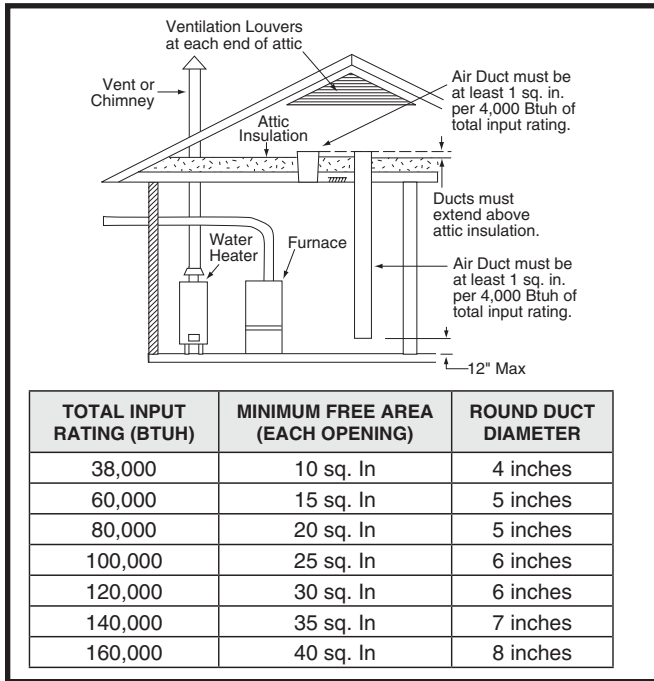 Ventilation Louvers
at each end of attic
Vent or
Chimney
Air Duct must be
at least 1 sq. in.
per 4,000 Btuh of
total input rating.
Attic
Insulation
Ducts must
extend above
attic insulation.
Water
Heater
Furnace
Air Duct must be
at least 1 sq. in.
per 4,000 Btuh of
total input rating.
12" Max
TOTAL INPUT
RATING (BTUH)
MINIMUM FREE AREA
(EACH OPENING)
ROUND DUCT
DIAMETER
38,000 10 sq. In 4 inches
60,000 15 sq. In 5 inches
80,000 20 sq. In 5 inches
100,000 25 sq. In 6 inches
120,000 30 sq. In 6 inches
140,000 35 sq. In 7 inches
160,000 40 sq. In 8 inches